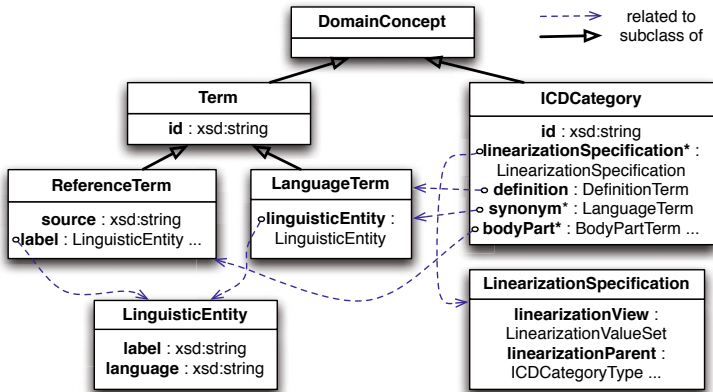 DomainConcept
related to
subclass of
Term
id : xsd:string
ICDCategory
id : xsd:string
linearizationSpecification* :
LinearizationSpecification
definition : DefinitionTerm
synonym* : LanguageTerm
bodyPart* : BodyPartTerm ...
ReferenceTerm
source : xsd:string
label : LinguisticEntity ...
LanguageTerm
linguisticEntity :
LinguisticEntity
LinguisticEntity
label : xsd:string
language : xsd:string
LinearizationSpecification
linearizationView :
LinearizationValueSet
linearizationParent :
ICDCategoryType ...